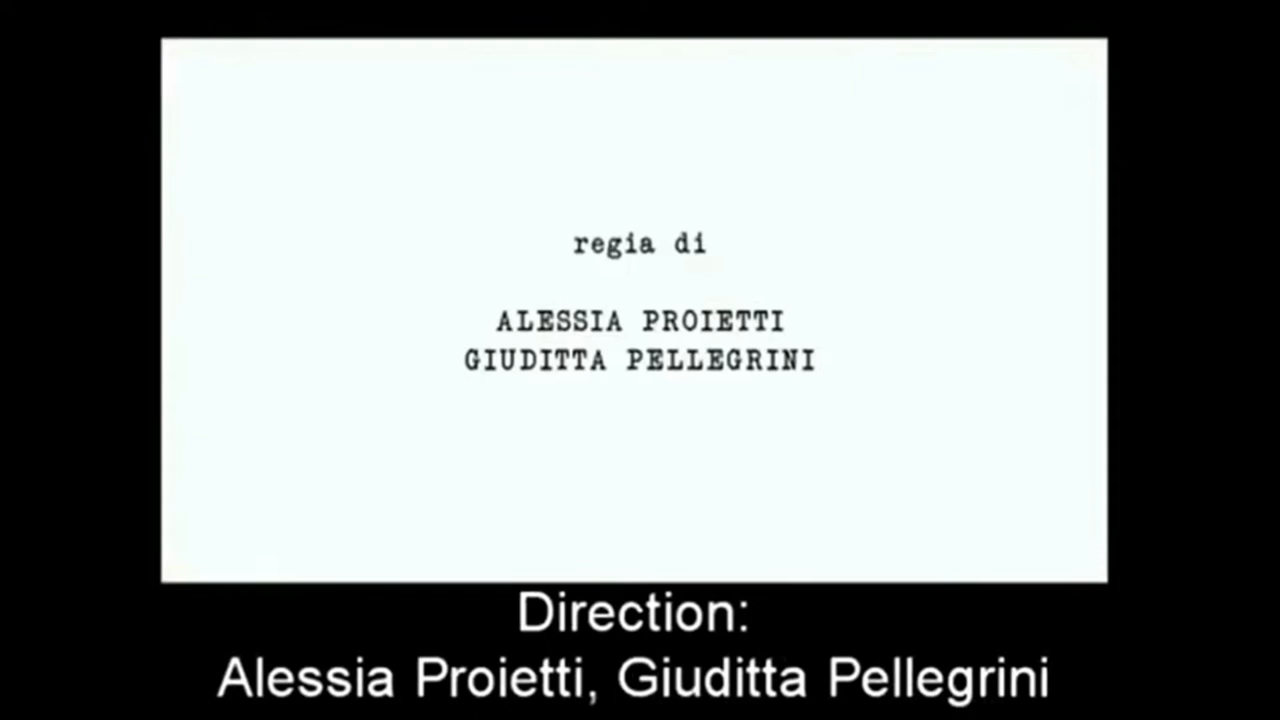 regia di
ALESSIA PROIETTI
GIUDITTA PELLEGRINI
Direction:
Alessia Proietti, Giuditta Pellegrini